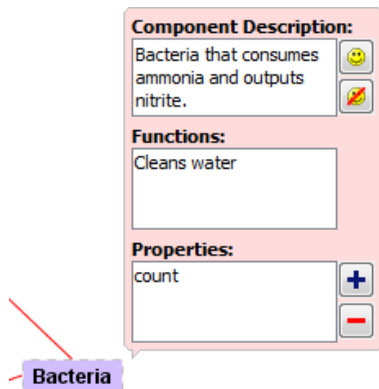 Component Description:
Bacteria that consumes
ammonia and outputs
nitrite.
Functions:
Cleans water
Properties:
count
Bacteria